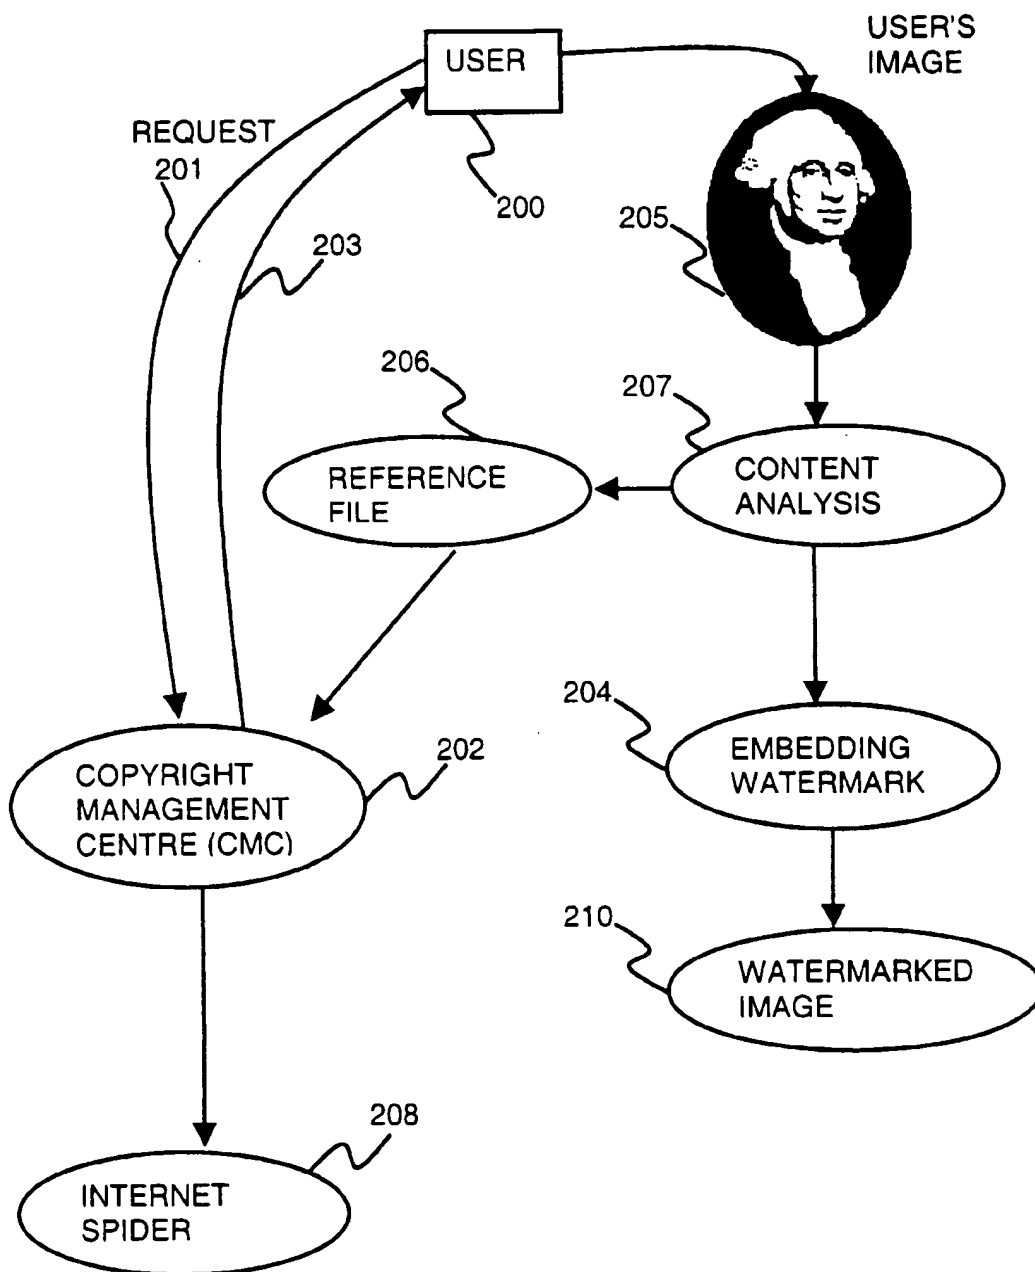 USER'S
IMAGE
USER
REQUEST
201
200
203
205
206
207
REFERENCE
FILE
CONTENT
ANALYSIS
204
EMBEDDING
WATERMARK
202
COPYRIGHT
MANAGEMENT
CENTRE (CMC)
210
WATERMARKED
IMAGE
208
INTERNET
SPIDER